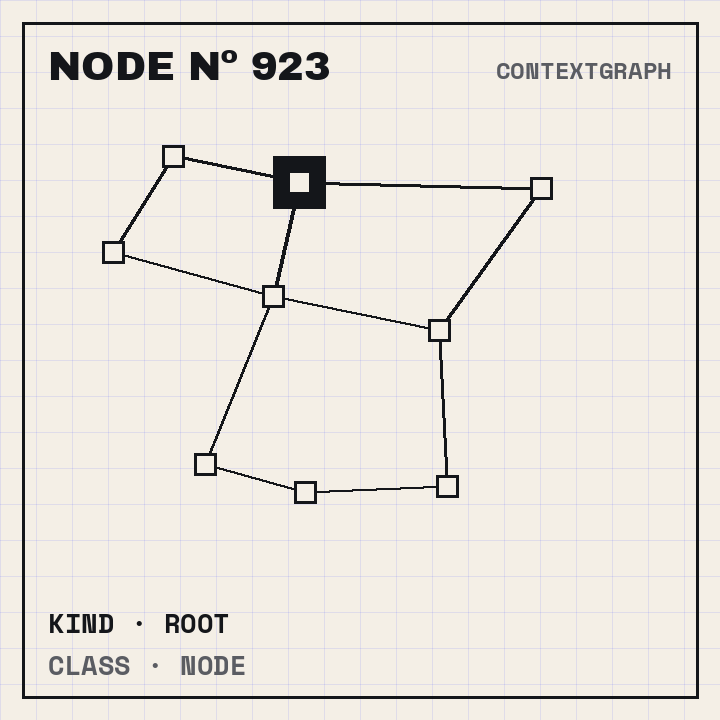 NODE Nº 923
CONTEXTGRAPH
KIND · ROOT
CLASS · NODE